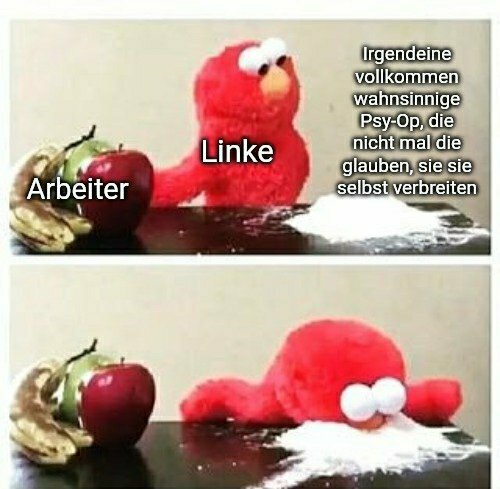 Arbeiter
Linke
Irgendeine
vollkommen
wahnsinnige
Psy-Op, die
nicht mal die
glauben, sie sie
selbst verbreiten